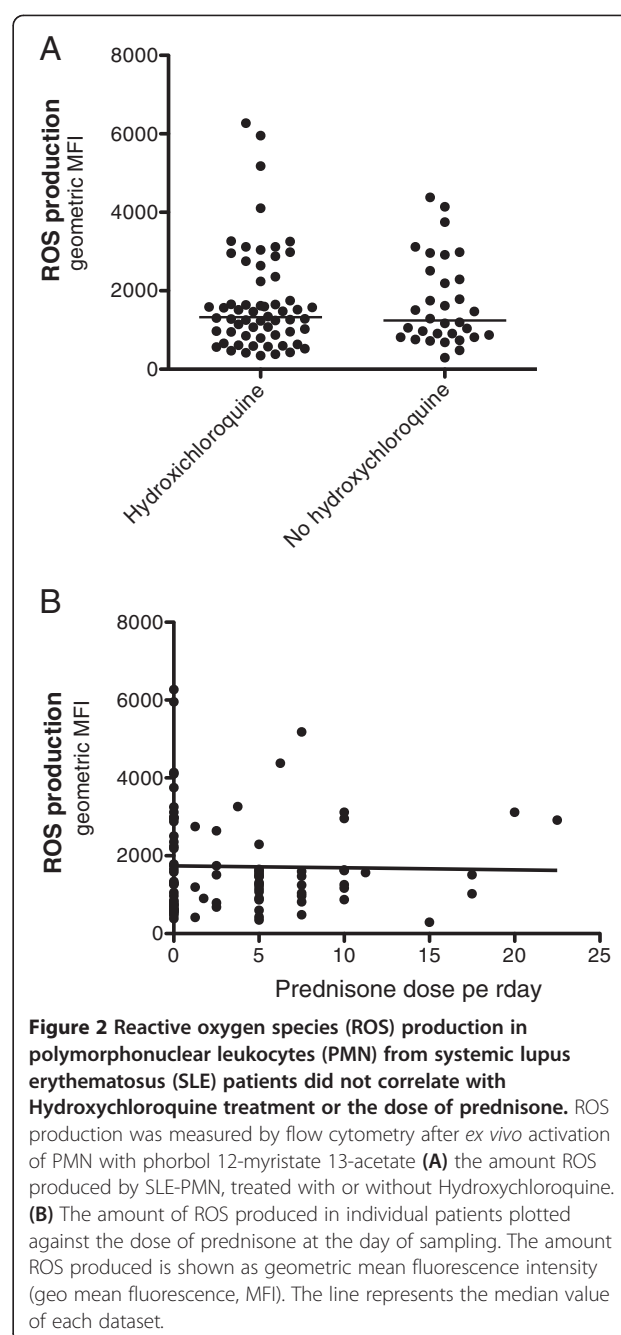 A
8000
6000
4000
2000
0
ROS production
geometric MFI
Hydroxichloroquine
No hydroxychloroquine
B
8000
6000
4000
2000
0
ROS production
geometric MFI
0 5 10 15 20 25
Prednisone dose pe rday
Figure 2 Reactive oxygen species (ROS) production in
polymorphonuclear leukocytes (PMN) from systemic lupus
erythematosus (SLE) patients did not correlate with
Hydroxychloroquine treatment or the dose of prednisone. ROS
production was measured by flow cytometry after ex vivo activation
of PMN with phorbol 12-myristate 13-acetate (A) the amount ROS
produced by SLE-PMN, treated with or without Hydroxychloroquine.
(B) The amount of ROS produced in individual patients plotted
against the dose of prednisone at the day of sampling. The amount
ROS produced is shown as geometric mean fluorescence intensity
(geo mean fluorescence, MFI). The line represents the median value
of each dataset.